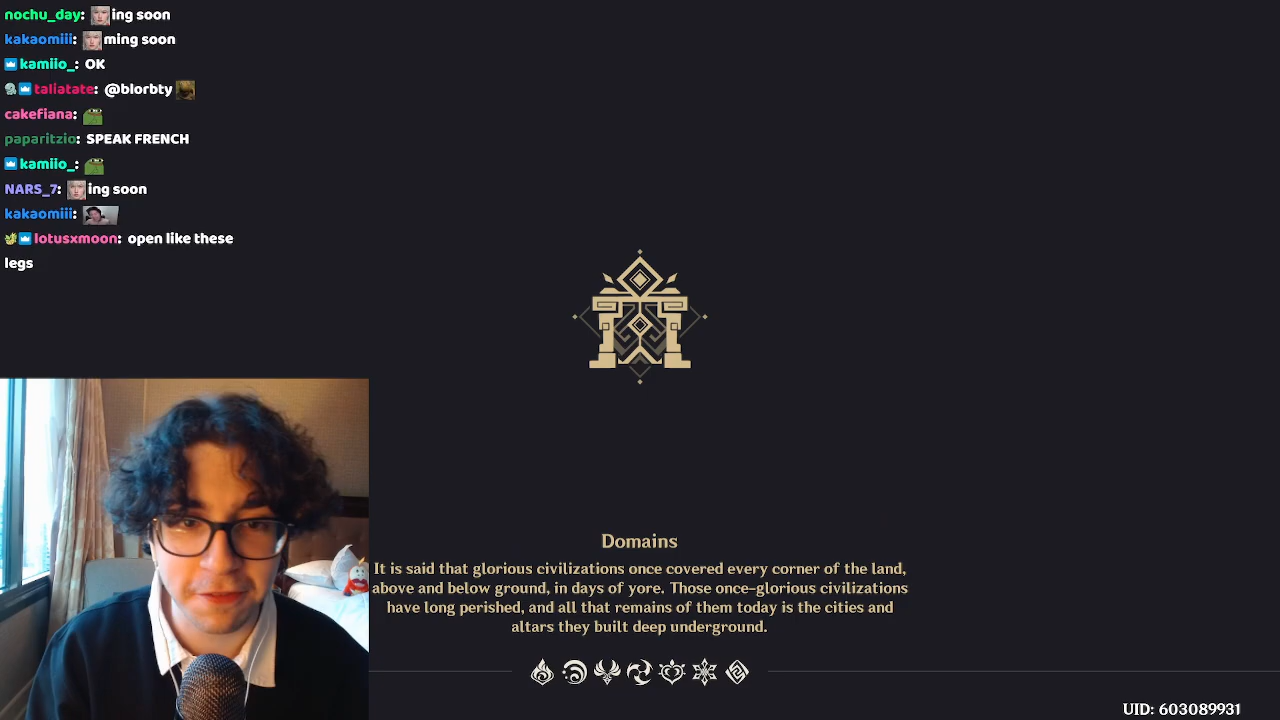 nochu_day: ing soon
kakaomiii: ming soon
kamiio_: OK
taliatate: @blorbty
cakefiana:
paparitzio: SPEAK FRENCH
kamiio_:
NARS_7: ing soon
kakaomiii:
lotusxmoon: open like these
legs
Domains
It is said that glorious civilizations once covered every corner of the land,
above and below ground, in days of yore. Those once-glorious civilizations
have long perished, and all that remains of them today is the cities and
altars they built deep underground.
UID: 603089931